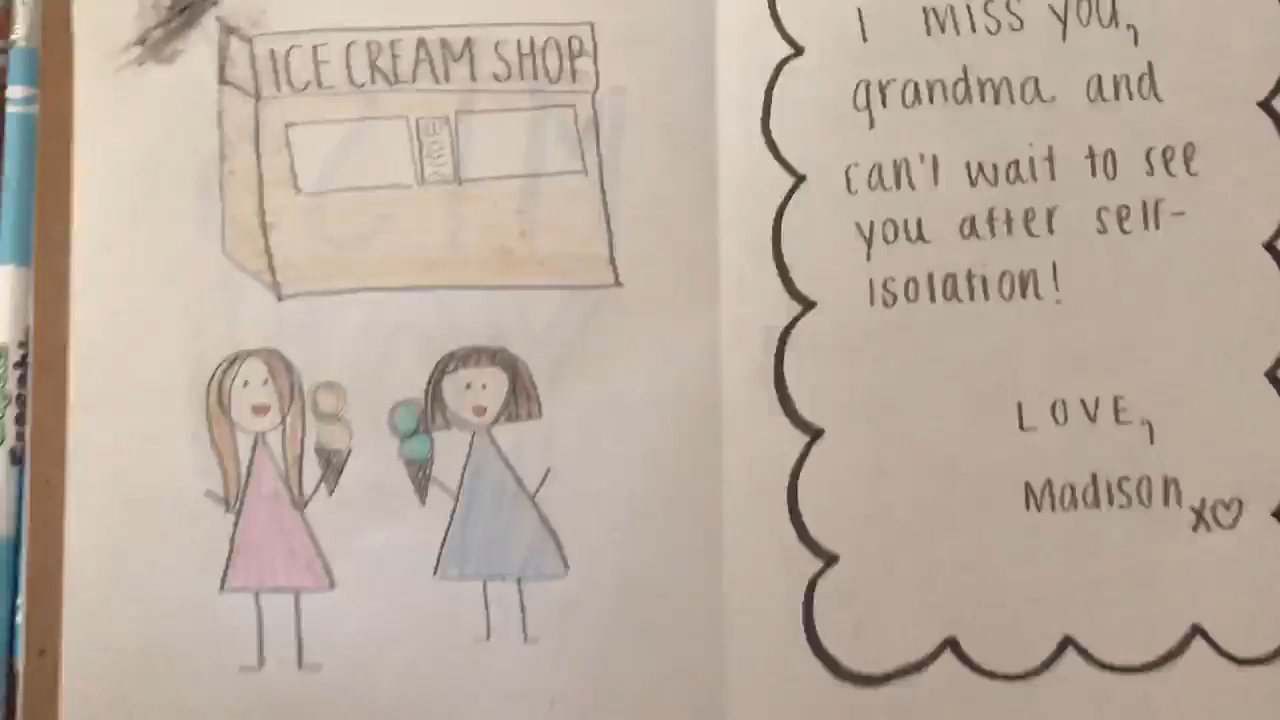 ICE CREAM SHOP
I miss you,
grandma and
can't wait to see
you after self-
isolation!
LOVE,
Madison
xo